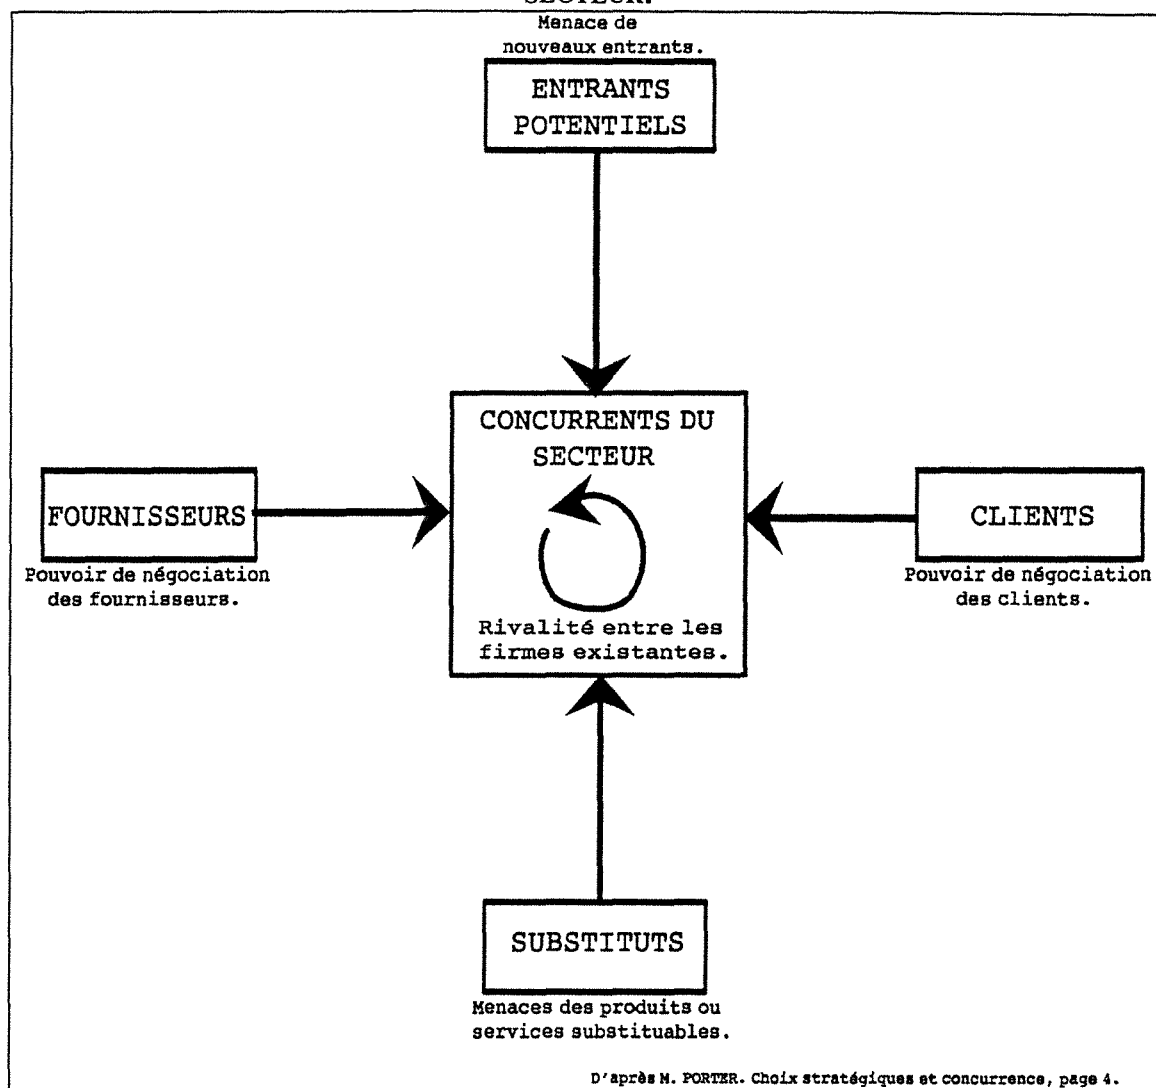 SECTEUR.
Menace de
nouveaux entrants.
ENTRANTS
POTENTIELS
CONCURRENTS DU
SECTEUR
FOURNISSEURS
CLIENTS
Pouvoir de négociation
des fournisseurs.
Pouvoir de négociation
des clients.
Rivalité entre les
firmes existantes.
SUBSTITUTS
Menaces des produits ou
services substituables.
D'après M. PORTER. Choix stratégiques et concurrence, page 4.